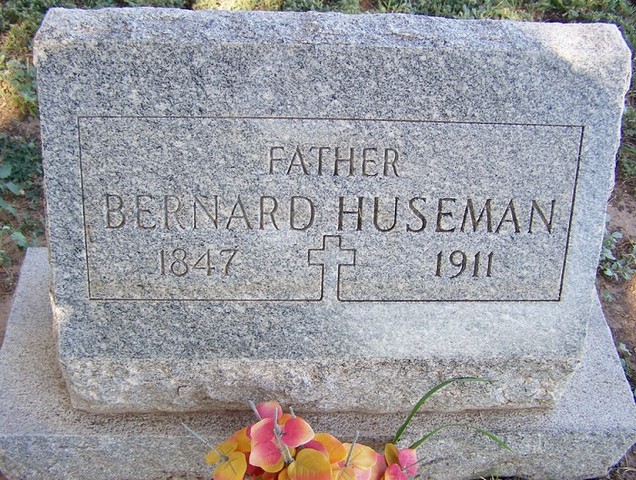 FATHER
BERNARD HUSEMAN
1847 1911